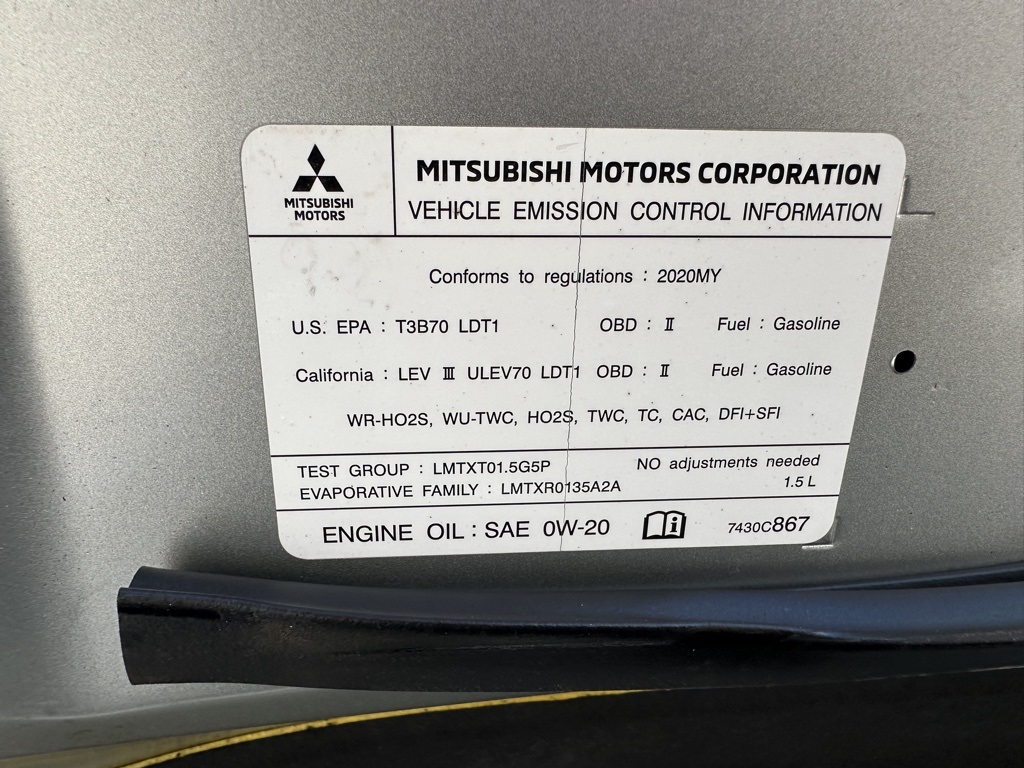 MITSUBISHI
MOTORS
MITSUBISHI MOTORS CORPORATION
VEHICLE EMISSION CONTROL INFORMATION
Conforms to regulations : 2020MY
U.S. EPA : T3B70 LDT1 OBD : Ⅱ Fuel : Gasoline
California : LEV Ⅲ ULEV70 LDT1 OBD : Ⅱ Fuel : Gasoline
WR-HO2S, WU-TWC, HO2S, TWC, TC, CAC, DFI+SFI
TEST GROUP : LMTXT01.5G5P NO adjustments needed
EVAPORATIVE FAMILY : LMTXR0135A2A 1.5 L
ENGINE OIL : SAE 0W-20 i 7430C867